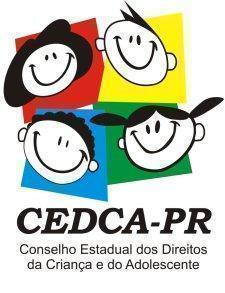 CEDCA-PR
Conselho Estadual dos Direitos
da Criança e do Adolescente